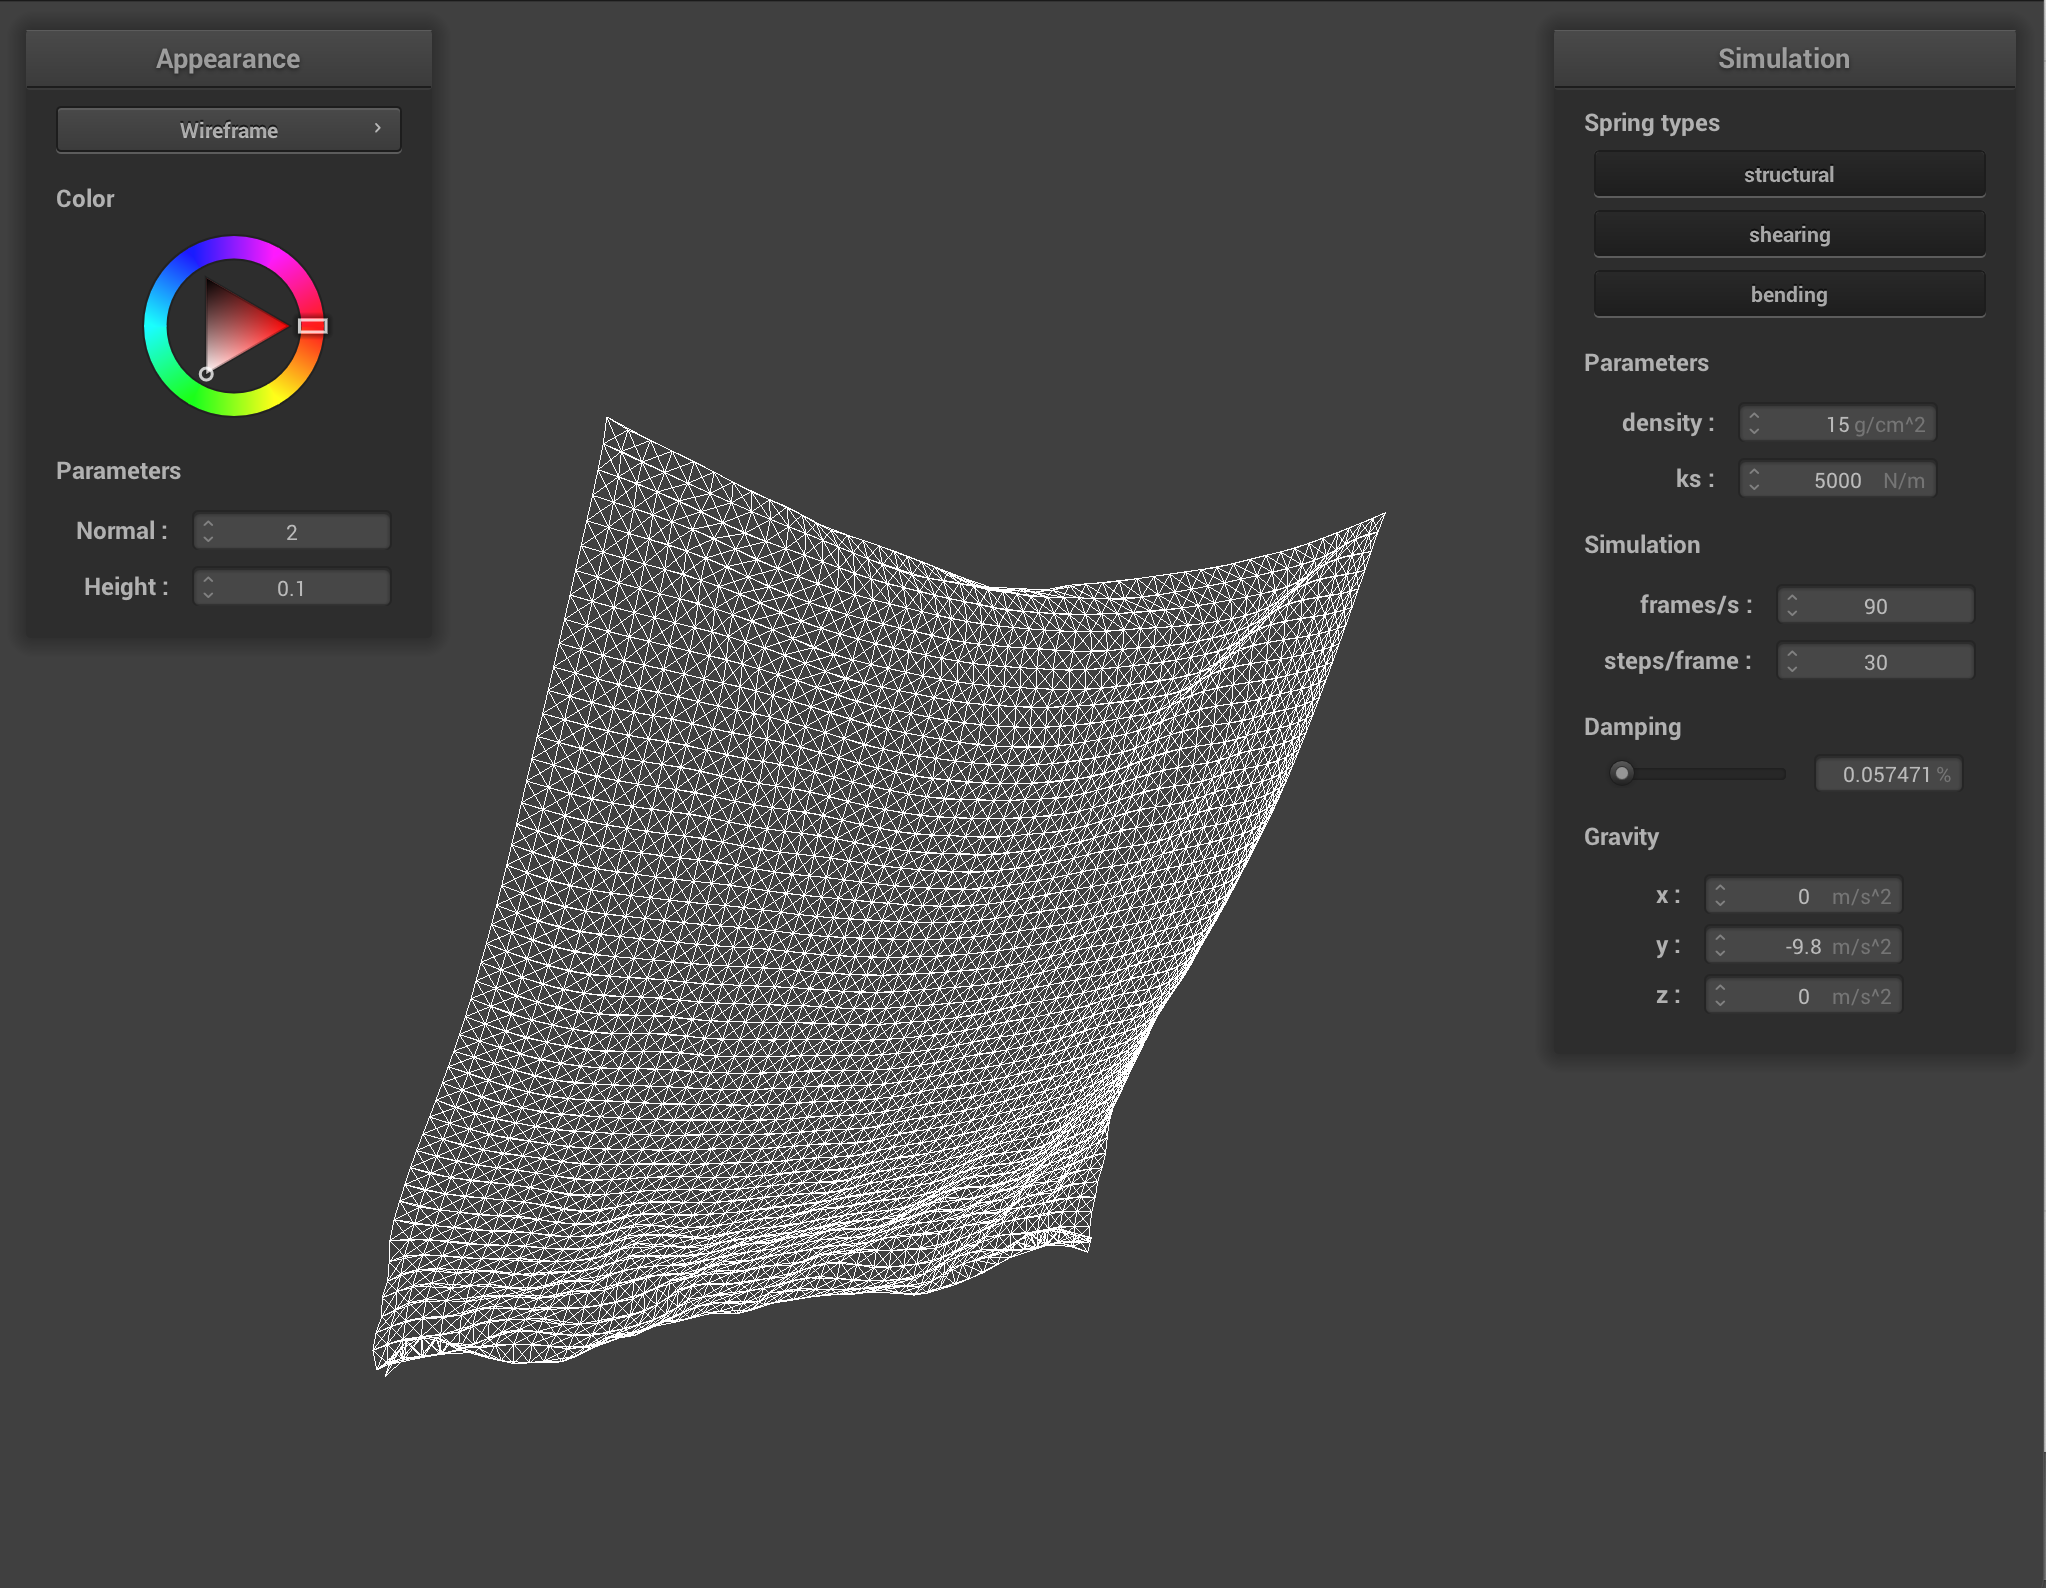 Appearance
Wireframe
Color
Parameters
Normal : 2
Height : 0.1
Simulation
Spring types
structural
shearing
bending
Parameters
density : 15 g/cm^2
ks : 5000 N/m
Simulation
frames/s : 90
steps/frame : 30
Damping
0.057471 %
Gravity
x : 0 m/s^2
y : -9.8 m/s^2
z : 0 m/s^2